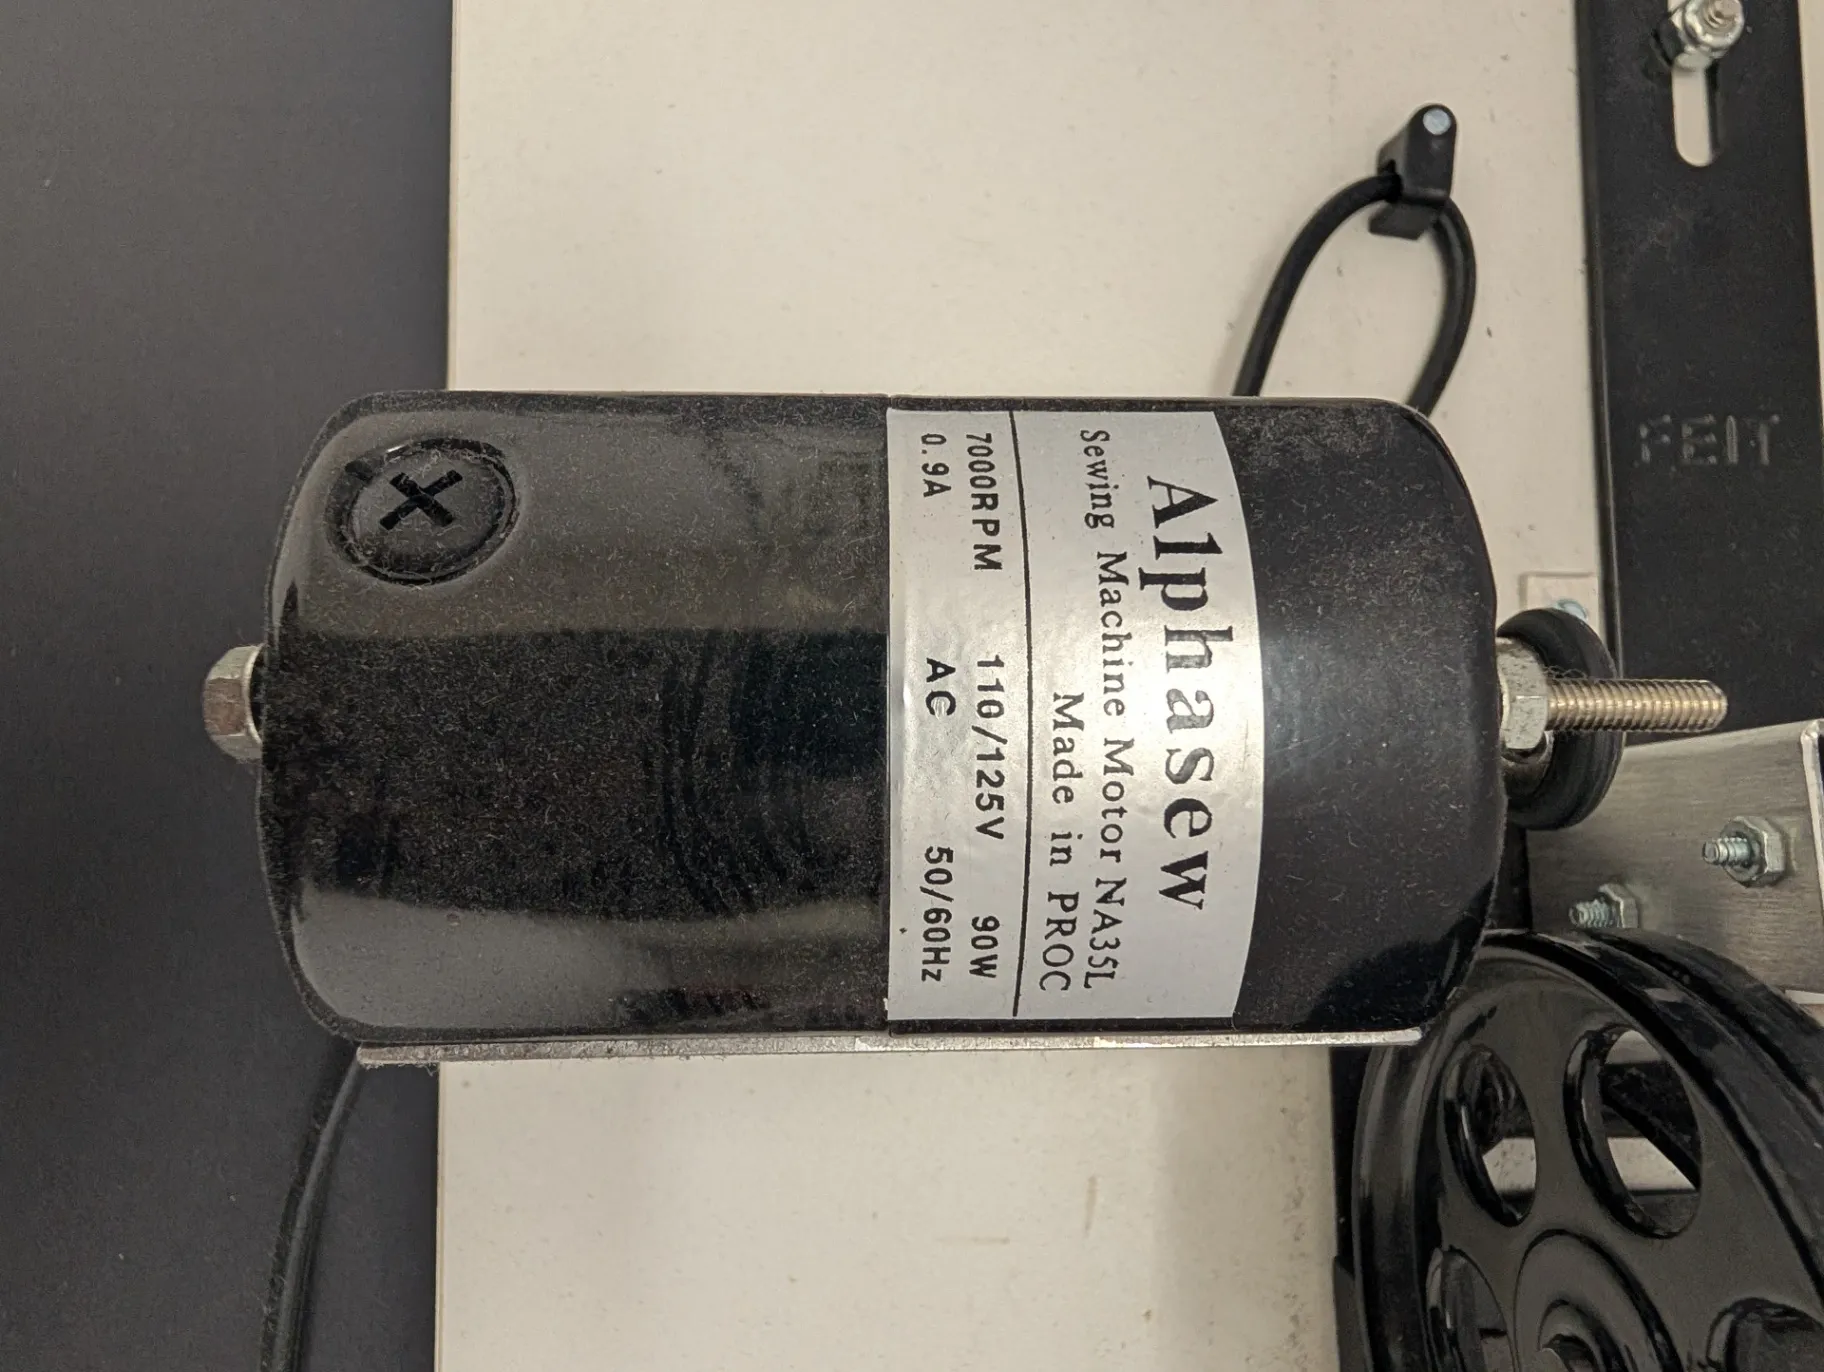 Alphasew
Sewing Machine Motor NA35L
Made in PROC
7000RPM 110/125V 90W
0.9A AC 50/60Hz
FEIT